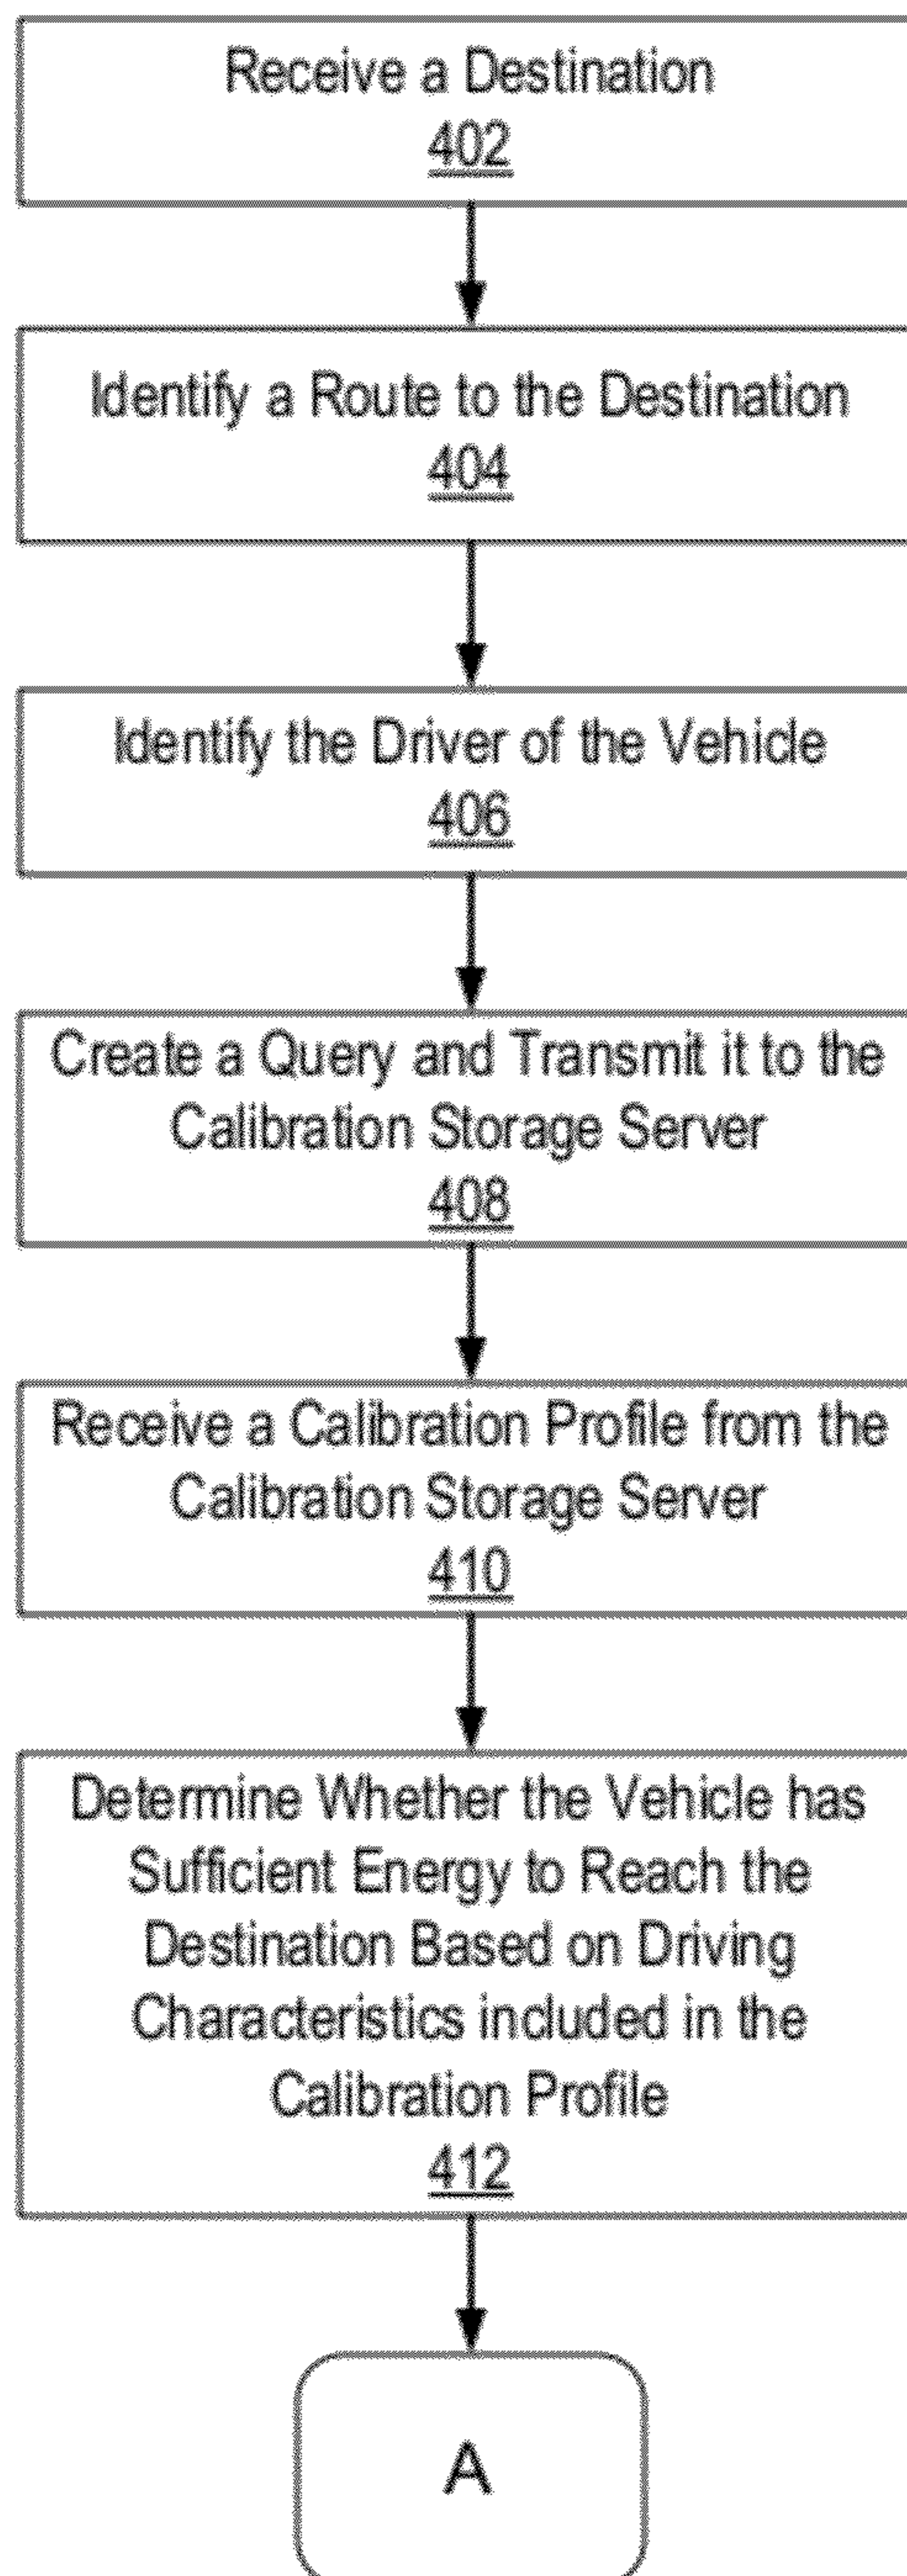 Receive a Destination
402
Identify a Route to the Destination
404
Identify the Driver of the Vehicle
406
Create a Query and Transmit it to the
Calibration Storage Server
408
Receive a Calibration Profile from the
Calibration Storage Server
410
Determine Whether the Vehicle has
Sufficient Energy to Reach the
Destination Based on Driving
Characteristics included in the
Calibration Profile
412
A